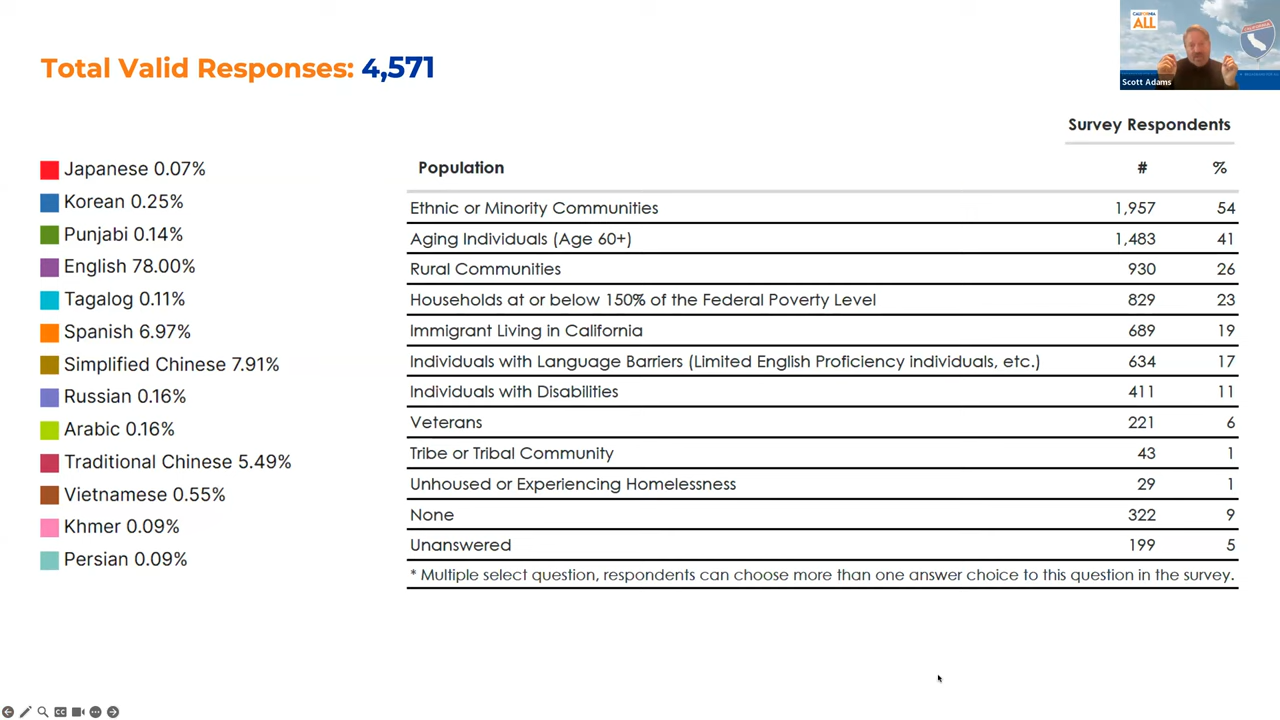 Total Valid Responses: 4,571
CALIFORNIA
ALL
CALIFORNIA
Scott Adams
Japanese 0.07%
Korean 0.25%
Punjabi 0.14%
English 78.00%
Tagalog 0.11%
Spanish 6.97%
Simplified Chinese 7.91%
Russian 0.16%
Arabic 0.16%
Traditional Chinese 5.49%
Vietnamese 0.55%
Khmer 0.09%
Persian 0.09%
Survey Respondents
Population # %
Ethnic or Minority Communities 1,957 54
Aging Individuals (Age 60+) 1,483 41
Rural Communities 930 26
Households at or below 150% of the Federal Poverty Level 829 23
Immigrant Living in California 689 19
Individuals with Language Barriers (Limited English Proficiency individuals, etc.) 634 17
Individuals with Disabilities 411 11
Veterans 221 6
Tribe or Tribal Community 43 1
Unhoused or Experiencing Homelessness 29 1
None 322 9
Unanswered 199 5
* Multiple select question, respondents can choose more than one answer choice to this question in the survey.
CC